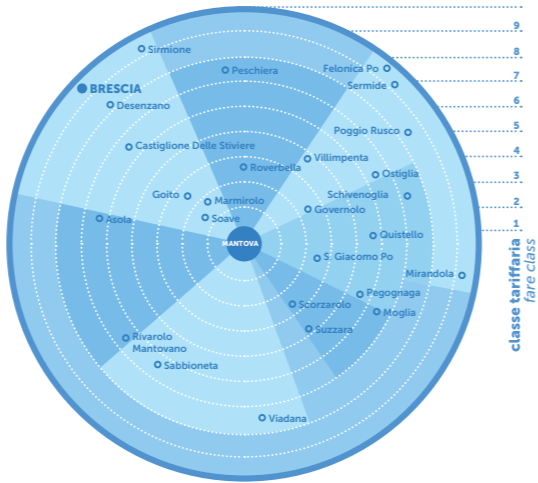 9
Sirmione
8
Peschiera
Felonica Po
7
Sermide
BRESCIA
Desenzano
6
Poggio Rusco
5
Castiglione Delle Stiviere
4
Villimpenta
Roverbella
Ostiglia
3
Goito
Marmirolo
Schivenoglia
2
Governolo
Asola
Soave
1
Quistello
MANTOVA
S. Giacomo Po
Mirandola
Pegognaga
Scorzarolo
Moglia
Suzzara
Rivarolo
Mantovano
Sabbioneta
Viadana
classe tariffaria
fare class